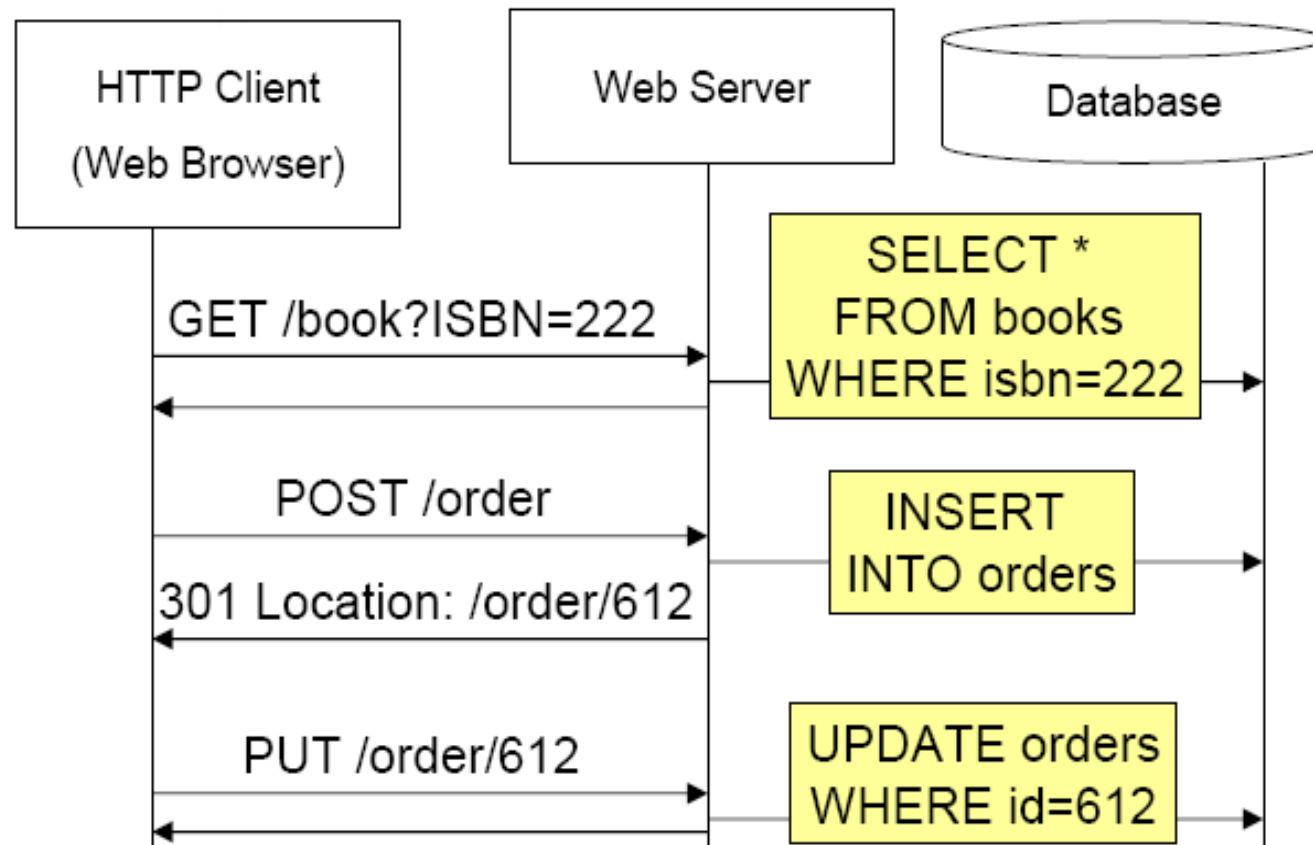 HTTP Client
(Web Browser)
Web Server
Database
GET /book?ISBN=222
SELECT *
FROM books
WHERE isbn=222
POST /order
INSERT
INTO orders
301 Location: /order/612
PUT /order/612
UPDATE orders
WHERE id=612